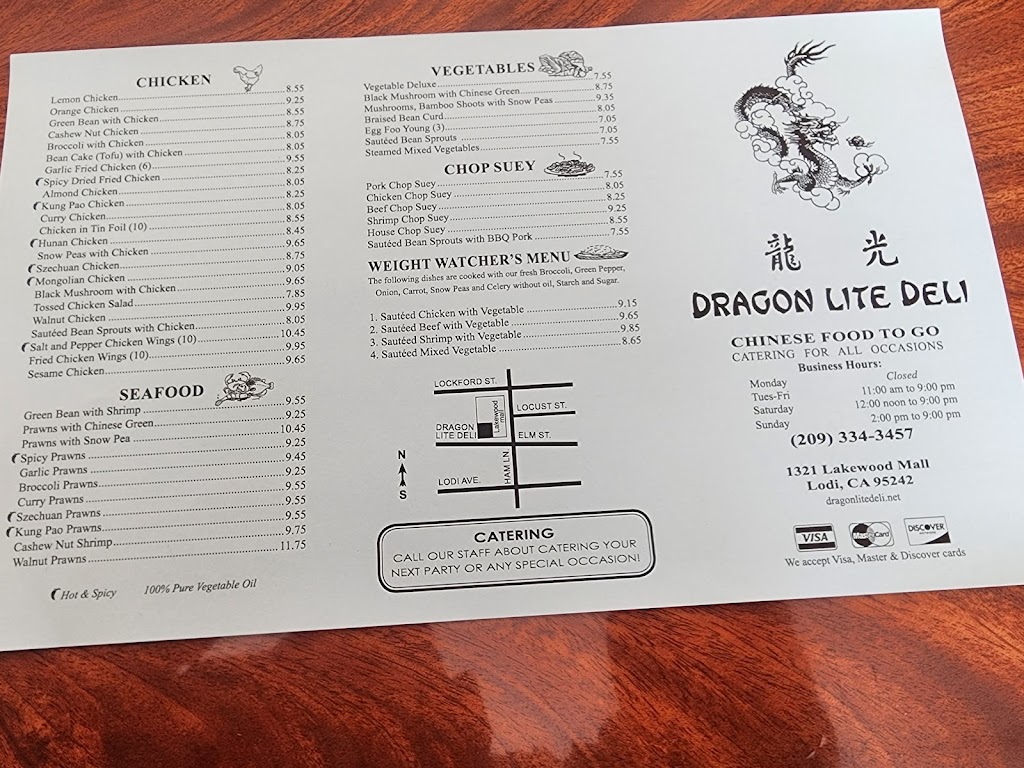 CHICKEN
Lemon Chicken 8.55
Orange Chicken 9.25
Green Bean with Chicken 8.55
Cashew Nut Chicken 8.75
Broccoli with Chicken 8.05
Bean Cake (Tofu) with Chicken 8.05
Garlic Fried Chicken (6) 9.55
Spicy Dried Fried Chicken 8.25
Almond Chicken 8.05
Kung Pao Chicken 8.25
Curry Chicken 8.05
Chicken in Tin Foil (10) 8.55
Hunan Chicken 8.45
Snow Peas with Chicken 9.65
Szechuan Chicken 8.75
Mongolian Chicken 9.05
Black Mushroom with Chicken 9.65
Tossed Chicken Salad 7.85
Walnut Chicken 9.95
Sautéed Bean Sprouts with Chicken 8.05
Salt and Pepper Chicken Wings (10) 10.45
Fried Chicken Wings (10) 9.95
Sesame Chicken 9.65
SEAFOOD
Green Bean with Shrimp 9.55
Prawns with Chinese Green 9.25
Prawns with Snow Pea 10.45
Spicy Prawns 9.25
Garlic Prawns 9.45
Broccoli Prawns 9.25
Curry Prawns 9.55
Szechuan Prawns 9.55
Kung Pao Prawns 9.55
Cashew Nut Shrimp 9.75
Walnut Prawns 11.75
Hot & Spicy 100% Pure Vegetable Oil
VEGETABLES
Vegetable Deluxe 7.55
Black Mushroom with Chinese Green 8.75
Mushrooms, Bamboo Shoots with Snow Peas 9.35
Braised Bean Curd 8.05
Egg Foo Young (3) 7.05
Sautéed Bean Sprouts 7.05
Steamed Mixed Vegetables 7.55
CHOP SUEY
Pork Chop Suey 7.55
Chicken Chop Suey 8.05
Beef Chop Suey 8.25
Shrimp Chop Suey 9.25
House Chop Suey 8.55
Sautéed Bean Sprouts with BBQ Pork 7.55
WEIGHT WATCHER'S MENU
The following dishes are cooked with our fresh Broccoli, Green Pepper,
Onion, Carrot, Snow Peas and Celery without oil, Starch and Sugar.
1. Sautéed Chicken with Vegetable 9.15
2. Sautéed Beef with Vegetable 9.65
3. Sautéed Shrimp with Vegetable 9.85
4. Sautéed Mixed Vegetable 8.65
LOCKFORD ST.
Lakewood
mall
LOCUST ST.
DRAGON
LITE DELI
ELM ST.
HAM LN.
LODI AVE.
N
S
CATERING
CALL OUR STAFF ABOUT CATERING YOUR
NEXT PARTY OR ANY SPECIAL OCCASION!
龍 光
DRAGON LITE DELI
CHINESE FOOD TO GO
CATERING FOR ALL OCCASIONS
Business Hours:
Monday Closed
Tues-Fri 11:00 am to 9:00 pm
Saturday 12:00 noon to 9:00 pm
Sunday 2:00 pm to 9:00 pm
(209) 334-3457
1321 Lakewood Mall
Lodi, CA 95242
dragonlitedeli.net
VISA MasterCard DISCOVER
We accept Visa, Master & Discover cards